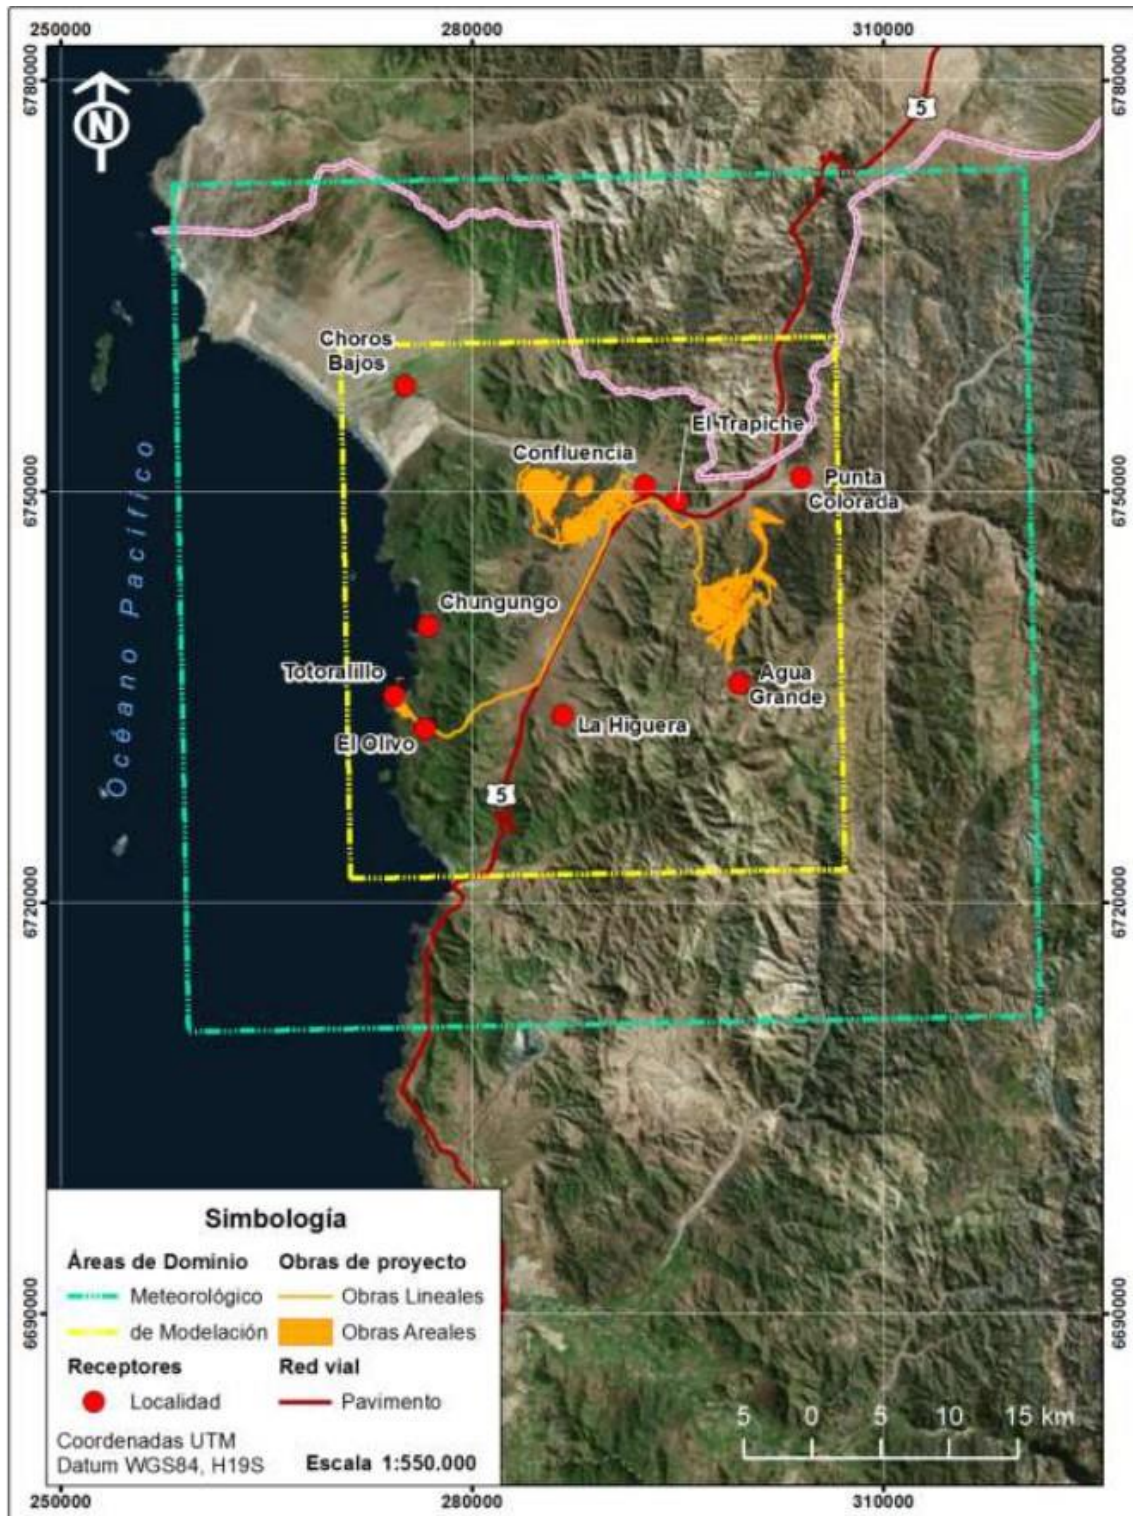 250000
280000
310000
6780000
6780000
N
5
Choros
Bajos
El Trapiche
Confluencia
Punta
Colorada
6750000
6750000
Océano Pacífico
Chungungo
Totoralillo
Agua
Grande
La Higuera
El Olivo
5
6720000
6720000
Simbología
Áreas de Dominio
Obras de proyecto
Meteorológico
Obras Lineales
de Modelación
Obras Areales
Receptores
Red vial
Localidad
Pavimento
Coordenadas UTM
Datum WGS84, H19S
Escala 1:550.000
6690000
6690000
5 0 5 10 15 km
250000
280000
310000